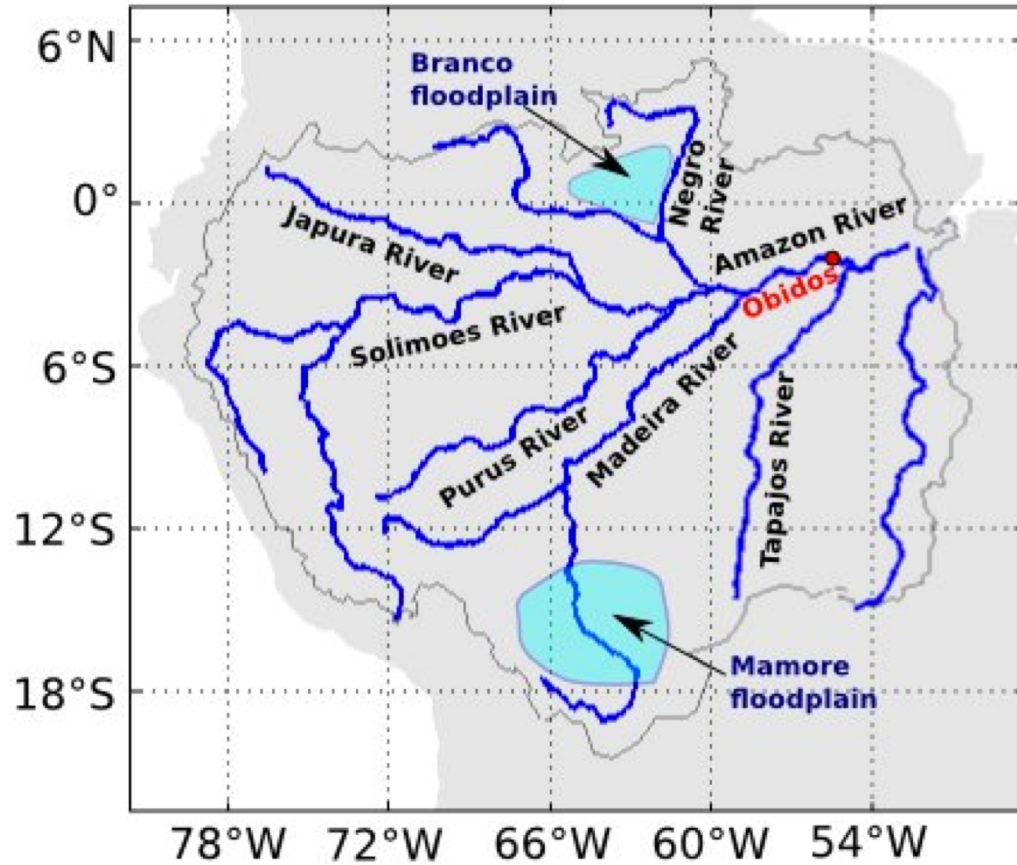 6°N
0°
6°S
12°S
18°S
78°W
72°W
66°W
60°W
54°W
Branco
floodplain
Negro
River
Japura River
Amazon River
Obidos
Solimoes River
Purus River
Madeira River
Tapajos River
Mamore
floodplain